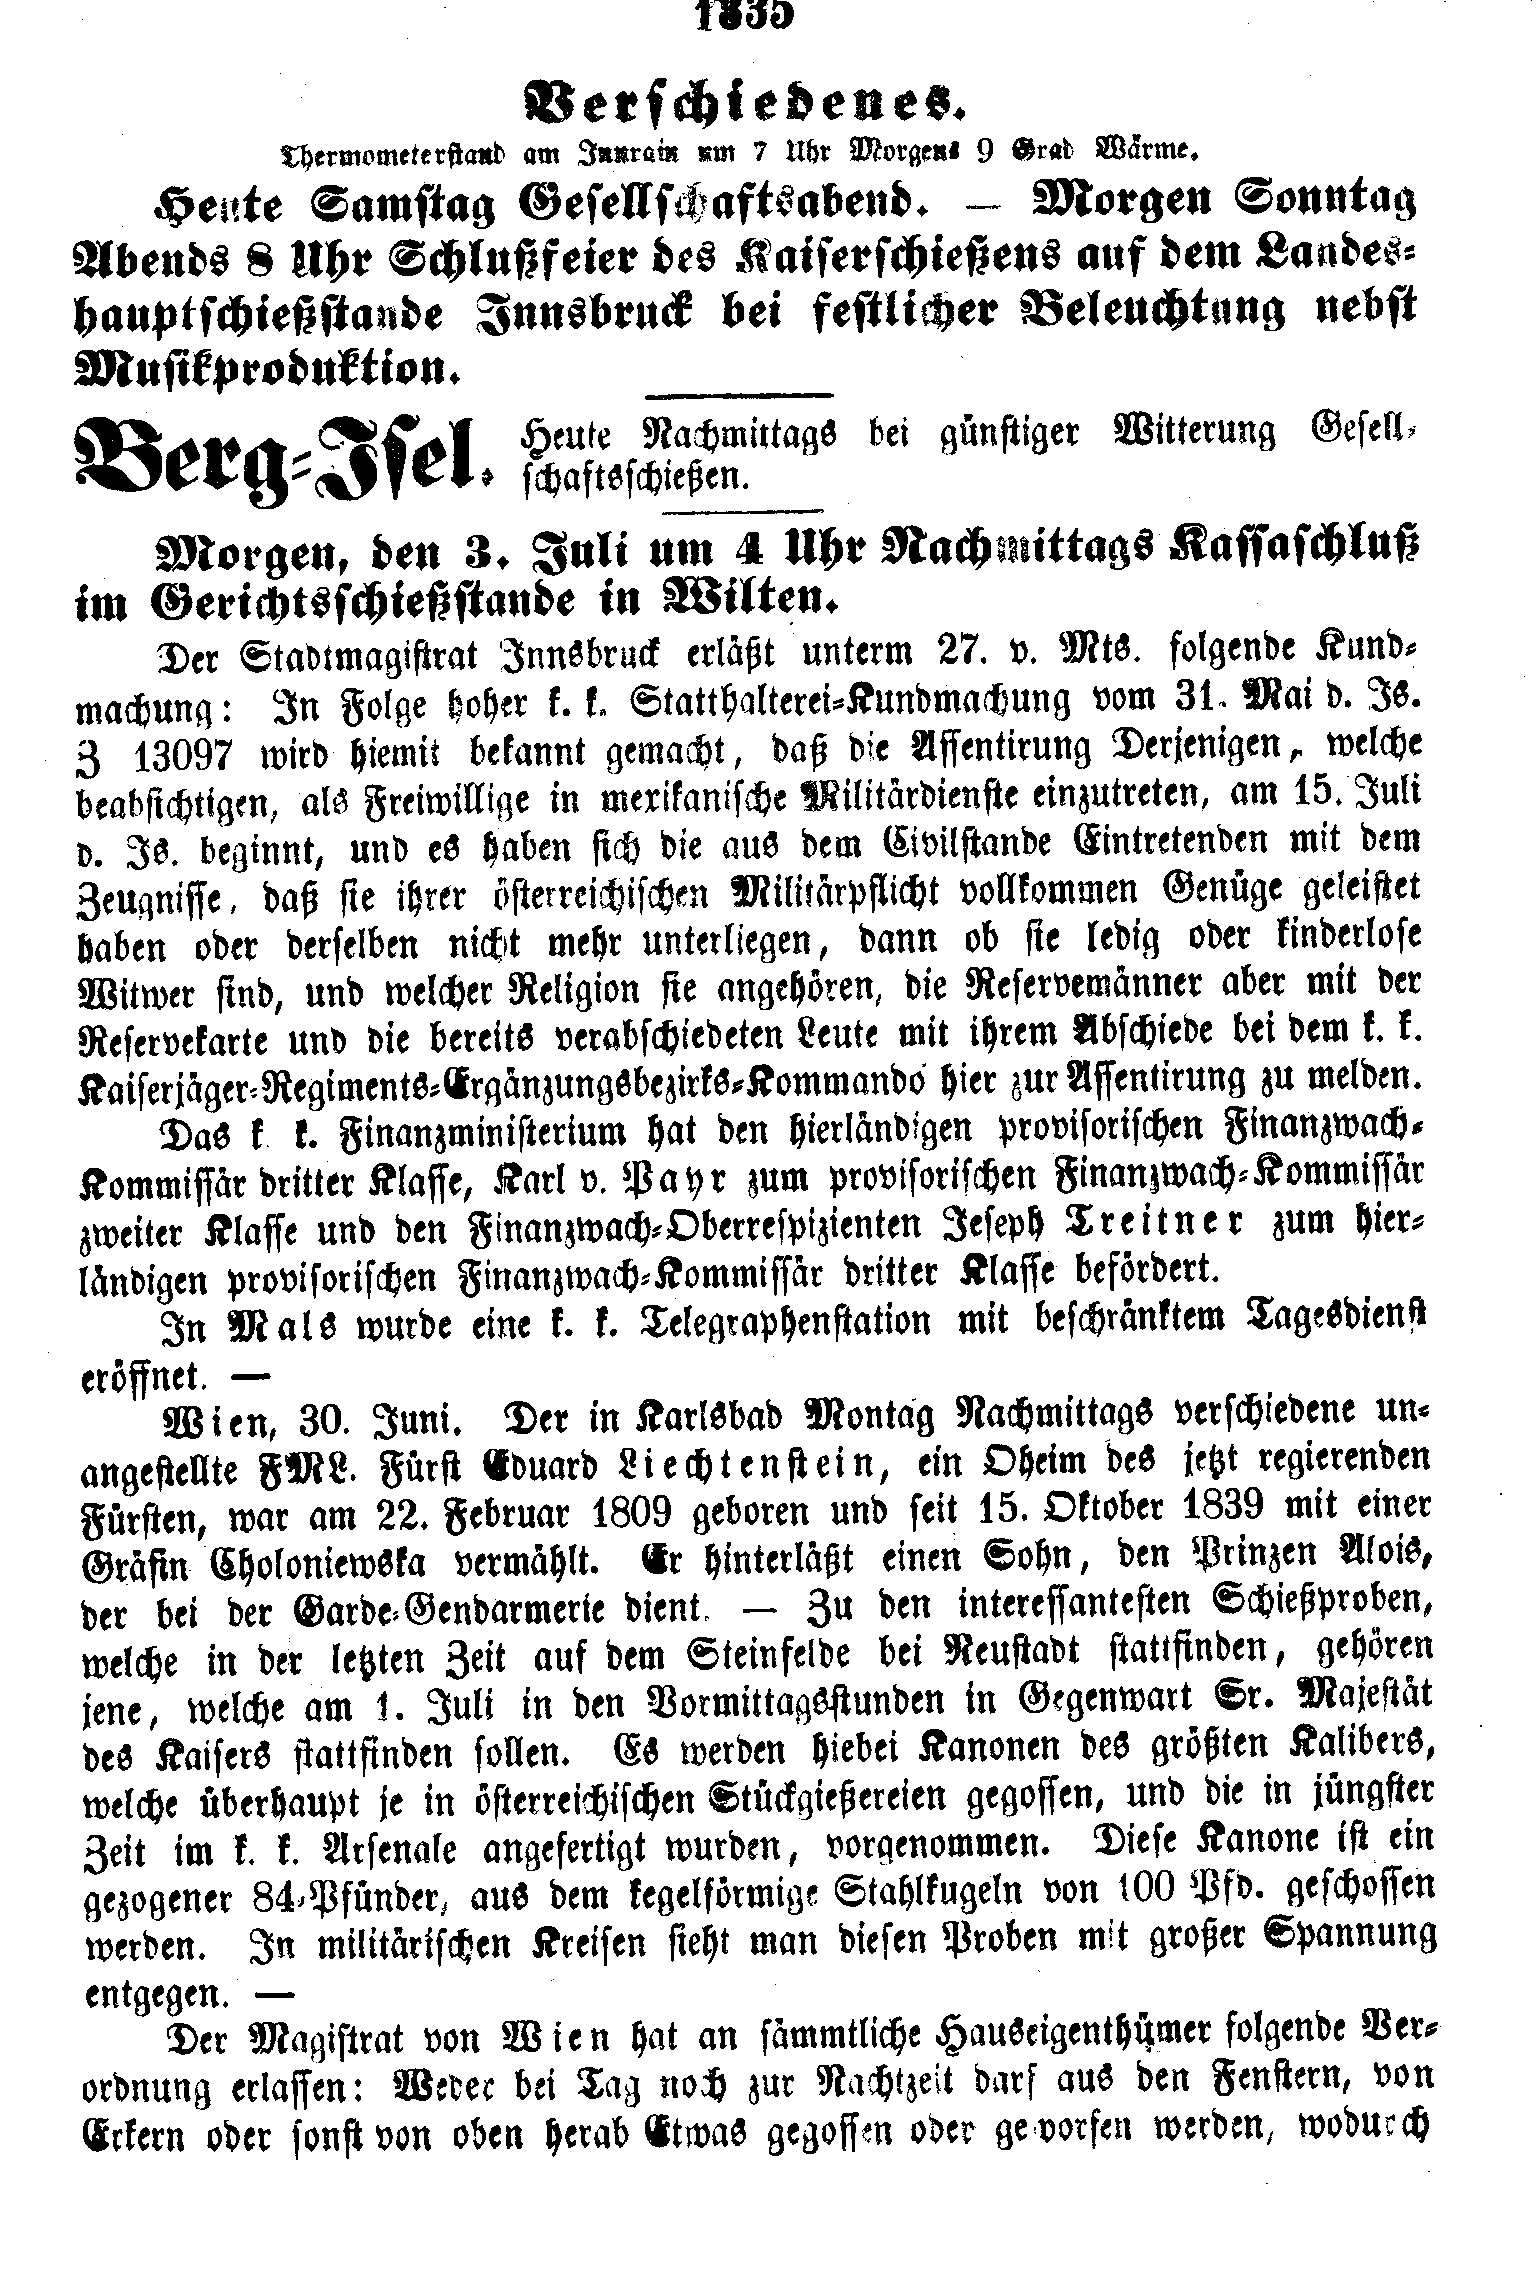 1835
Verschiedenes.
Thermometerstand am Innrain um 7 Uhr Morgens 9 Grad Wärme.
Heute Samstag Gesellschaftsabend. — Morgen Sonntag
Abends 8 Uhr Schlußfeier des Kaiserschießens auf dem Landes-
hauptschießstande Innsbruck bei festlicher Beleuchtung nebst
Musikproduktion.
Berg-Isel. Heute Nachmittags bei günstiger Witterung Gesell-
schaftsschießen.
Morgen, den 3. Juli um 4 Uhr Nachmittags Kassaschluß
im Gerichtsschießstande in Wilten.
Der Stadtmagistrat Innsbruck erläßt unterm 27. v. Mts. folgende Kund-
machung: In Folge hoher k. k. Statthalterei-Kundmachung vom 31. Mai d. Js.
Z 13097 wird hiemit bekannt gemacht, daß die Assentirung Derjenigen, welche
beabsichtigen, als Freiwillige in mexikanische Militärdienste einzutreten, am 15. Juli
d. Js. beginnt, und es haben sich die aus dem Civilstande Eintretenden mit dem
Zeugnisse, daß sie ihrer österreichischen Militärpflicht vollkommen Genüge geleistet
haben oder derselben nicht mehr unterliegen, dann ob sie ledig oder kinderlose
Witwer sind, und welcher Religion sie angehören, die Reservemänner aber mit der
Reservekarte und die bereits verabschiedeten Leute mit ihrem Abschiede bei dem k. k.
Kaiserjäger-Regiments-Ergänzungsbezirks-Kommando hier zur Assentirung zu melden.
Das k k. Finanzministerium hat den hierländigen provisorischen Finanzwach-
Kommissär dritter Klasse, Karl v. Payr zum provisorischen Finanzwach-Kommissär
zweiter Klasse und den Finanzwach-Oberrespizienten Jeseph Treitner zum hier-
ländigen provisorischen Finanzwach-Kommissär dritter Klasse befördert.
In Mals wurde eine k. k. Telegraphenstation mit beschränktem Tagesdienst
eröffnet. —
Wien, 30. Juni. Der in Karlsbad Montag Nachmittags verschiedene un-
angestellte FML. Fürst Eduard Liechtenstein, ein Oheim des jetzt regierenden
Fürsten, war am 22. Februar 1809 geboren und seit 15. Oktober 1839 mit einer
Gräfin Choloniewska vermählt. Er hinterläßt einen Sohn, den Prinzen Alois,
der bei der Garde-Gendarmerie dient. — Zu den interessantesten Schießproben,
welche in der letzten Zeit auf dem Steinfelde bei Neustadt stattfinden, gehören
jene, welche am 1. Juli in den Vormittagsstunden in Gegenwart Sr. Majestät
des Kaisers stattfinden sollen. Es werden hiebei Kanonen des größten Kalibers,
welche überhaupt je in österreichischen Stückgießereien gegossen, und die in jüngster
Zeit im k. k. Arsenale angefertigt wurden, vorgenommen. Diese Kanone ist ein
gezogener 84-Pfünder, aus dem kegelförmige Stahlkugeln von 100 Pfd. geschossen
werden. In militärischen Kreisen sieht man diesen Proben mit großer Spannung
entgegen. —
Der Magistrat von Wien hat an sämmtliche Hauseigenthümer folgende Ver-
ordnung erlassen: Weder bei Tag noch zur Nachtzeit darf aus den Fenstern, von
Erkern oder sonst von oben herab Etwas gegossen oder geworfen werden, wodurch